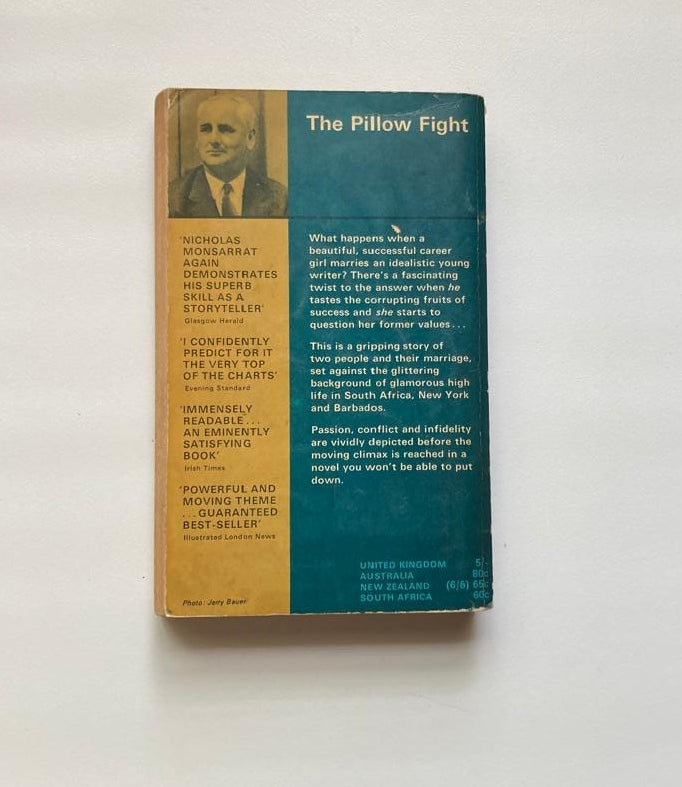 The Pillow Fight
'NICHOLAS
MONSARRAT
AGAIN
DEMONSTRATES
HIS SUPERB
SKILL AS A
STORYTELLER'
Glasgow Herald
'I CONFIDENTLY
PREDICT FOR IT
THE VERY TOP
OF THE CHARTS'
Evening Standard
'IMMENSELY
READABLE...
AN EMINENTLY
SATISFYING
BOOK'
Irish Times
'POWERFUL AND
MOVING THEME
...GUARANTEED
BEST-SELLER'
Illustrated London News
Photo: Jerry Bauer
What happens when a
beautiful, successful career
girl marries an idealistic young
writer? There's a fascinating
twist to the answer when he
tastes the corrupting fruits of
success and she starts to
question her former values...
This is a gripping story of
two people and their marriage,
set against the glittering
background of glamorous high
life in South Africa, New York
and Barbados.
Passion, conflict and infidelity
are vividly depicted before the
moving climax is reached in a
novel you won't be able to put
down.
UNITED KINGDOM 5/-
AUSTRALIA 80c
NEW ZEALAND (6/6) 65c
SOUTH AFRICA 60c